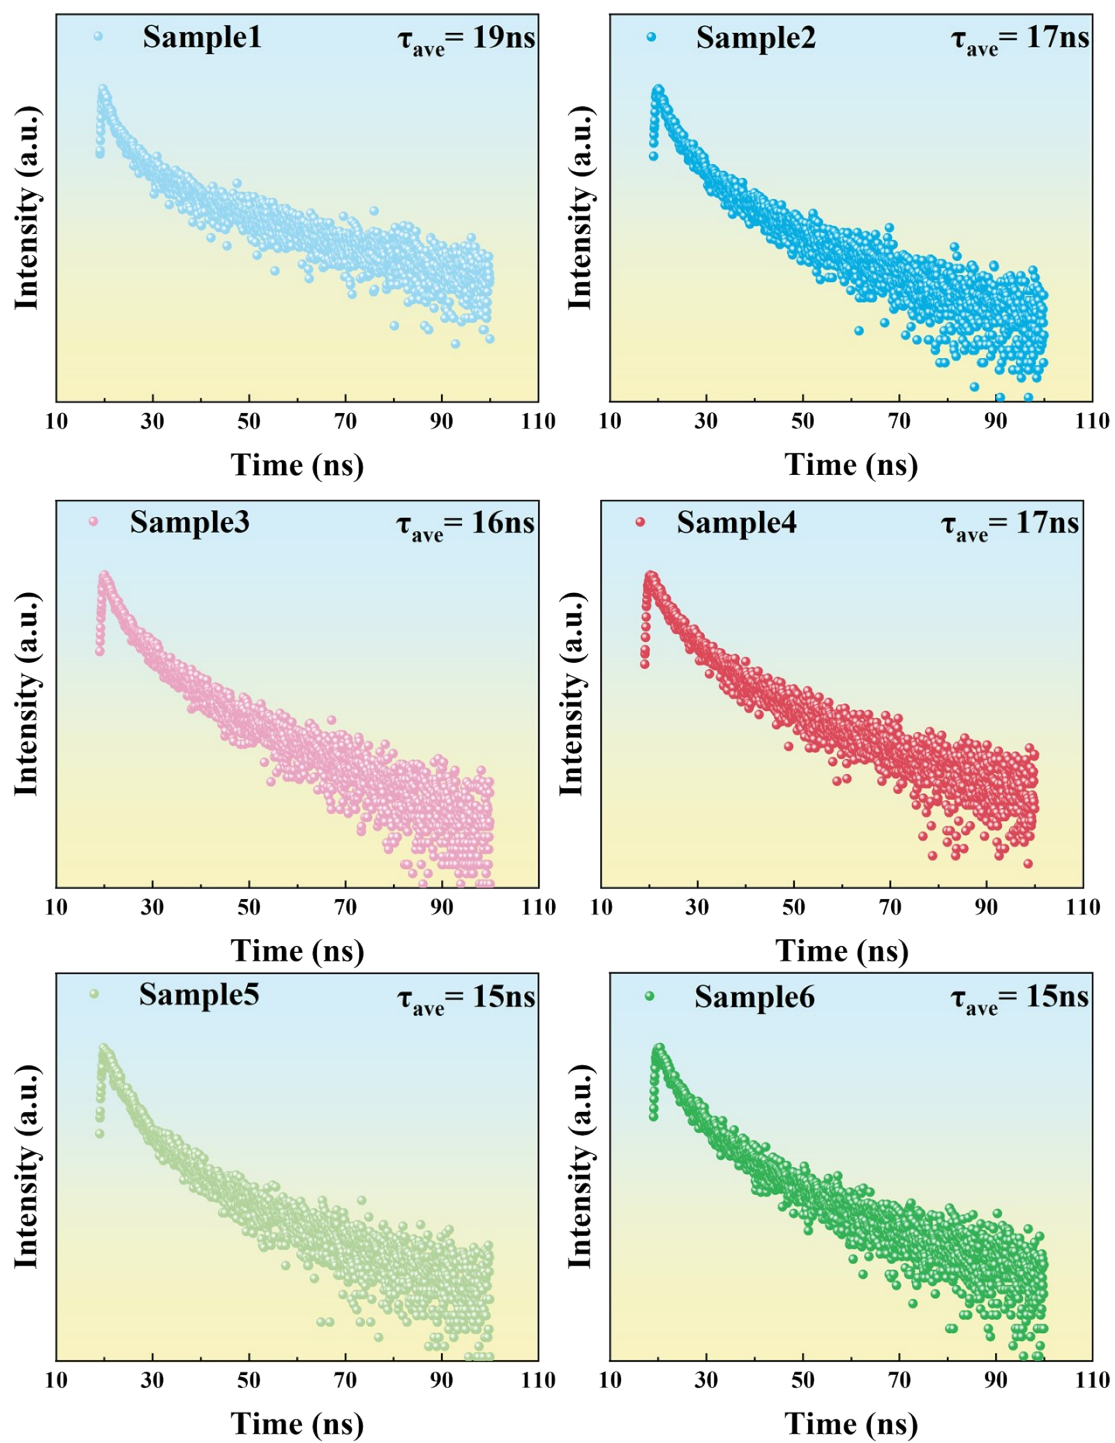 Sample1 τave= 19ns
Intensity (a.u.)
10 30 50 70 90 110
Time (ns)
Sample2 τave= 17ns
Intensity (a.u.)
10 30 50 70 90 110
Time (ns)
Sample3 τave= 16ns
Intensity (a.u.)
10 30 50 70 90 110
Time (ns)
Sample4 τave= 17ns
Intensity (a.u.)
10 30 50 70 90 110
Time (ns)
Sample5 τave= 15ns
Intensity (a.u.)
10 30 50 70 90 110
Time (ns)
Sample6 τave= 15ns
Intensity (a.u.)
10 30 50 70 90 110
Time (ns)